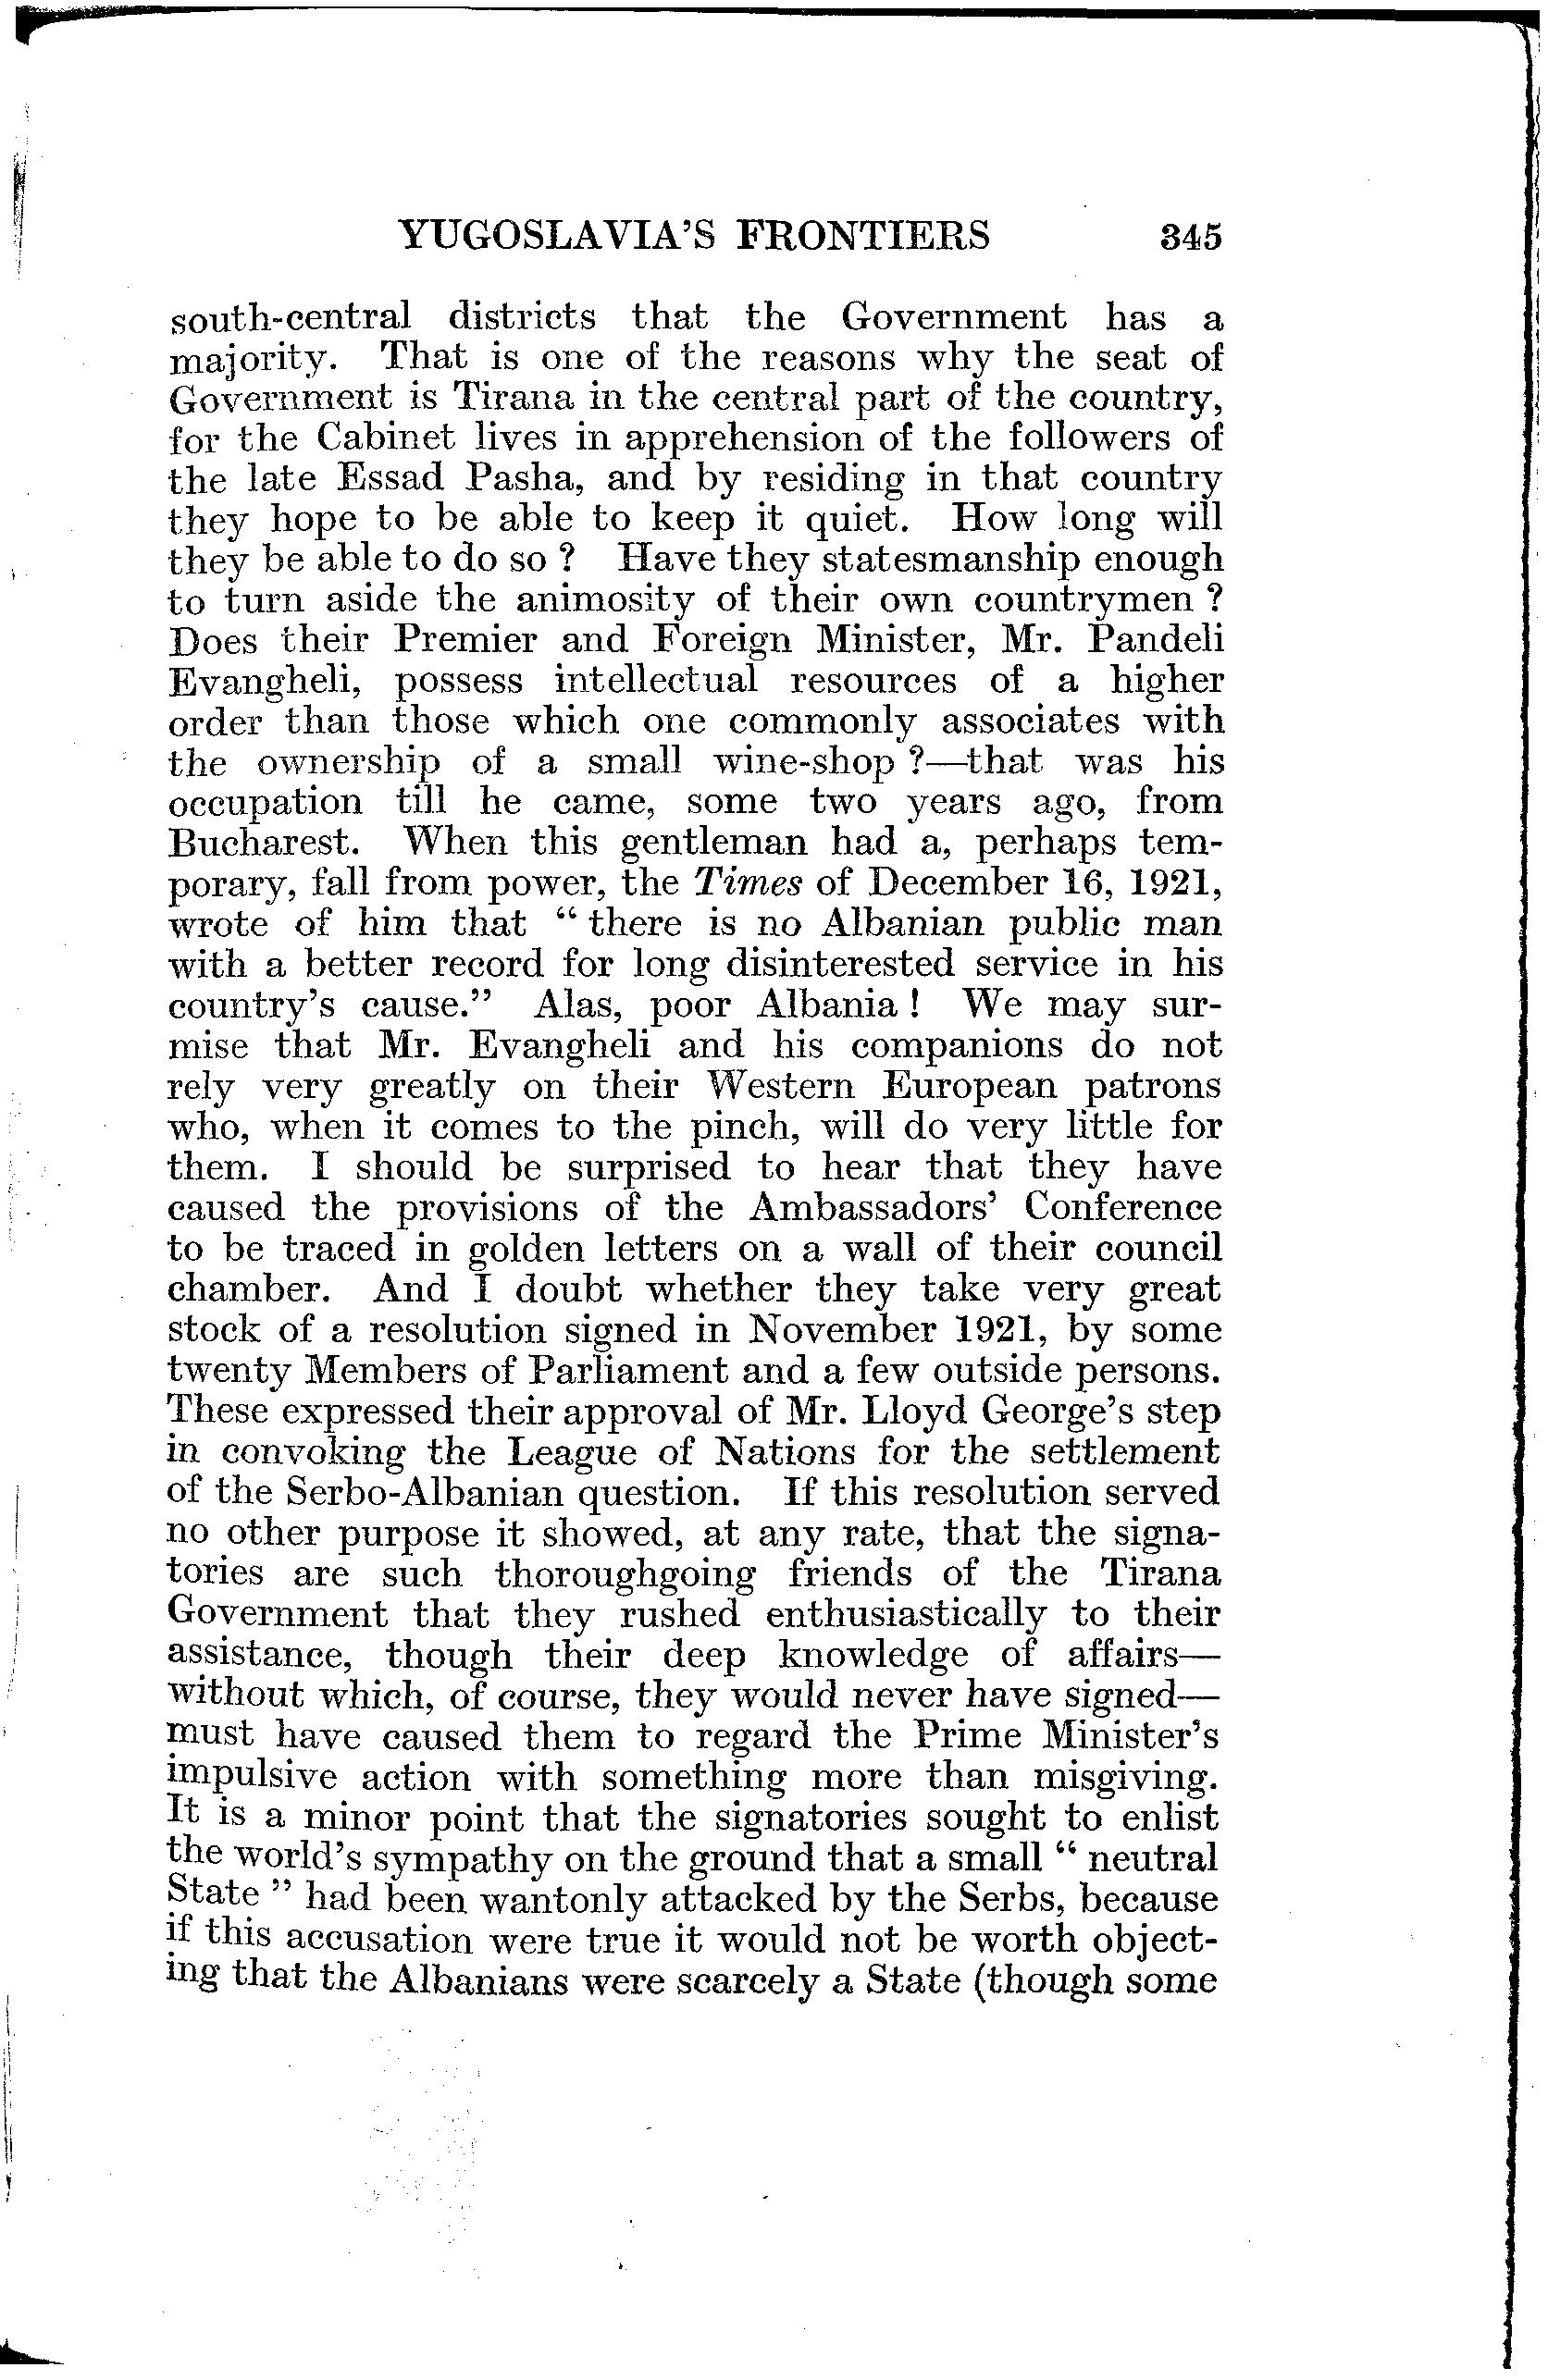 YUGOSLAVIA'S FRONTIERS 345
south-central districts that the Government has a
majority. That is one of the reasons why the seat of
Government is Tirana in the central part of the country,
for the Cabinet lives in apprehension of the followers of
the late Essad Pasha, and by residing in that country
they hope to be able to keep it quiet. How long will
they be able to do so ? Have they statesmanship enough
to turn aside the animosity of their own countrymen ?
Does their Premier and Foreign Minister, Mr. Pandeli
Evangheli, possess intellectual resources of a higher
order than those which one commonly associates with
the ownership of a small wine-shop ?—that was his
occupation till he came, some two years ago, from
Bucharest. When this gentleman had a, perhaps tem-
porary, fall from power, the Times of December 16, 1921,
wrote of him that “ there is no Albanian public man
with a better record for long disinterested service in his
country's cause.” Alas, poor Albania ! We may sur-
mise that Mr. Evangheli and his companions do not
rely very greatly on their Western European patrons
who, when it comes to the pinch, will do very little for
them. I should be surprised to hear that they have
caused the provisions of the Ambassadors' Conference
to be traced in golden letters on a wall of their council
chamber. And I doubt whether they take very great
stock of a resolution signed in November 1921, by some
twenty Members of Parliament and a few outside persons.
These expressed their approval of Mr. Lloyd George's step
in convoking the League of Nations for the settlement
of the Serbo-Albanian question. If this resolution served
no other purpose it showed, at any rate, that the signa-
tories are such thoroughgoing friends of the Tirana
Government that they rushed enthusiastically to their
assistance, though their deep knowledge of affairs—
without which, of course, they would never have signed—
must have caused them to regard the Prime Minister's
impulsive action with something more than misgiving.
It is a minor point that the signatories sought to enlist
the world's sympathy on the ground that a small “ neutral
State ” had been wantonly attacked by the Serbs, because
if this accusation were true it would not be worth object-
ing that the Albanians were scarcely a State (though some